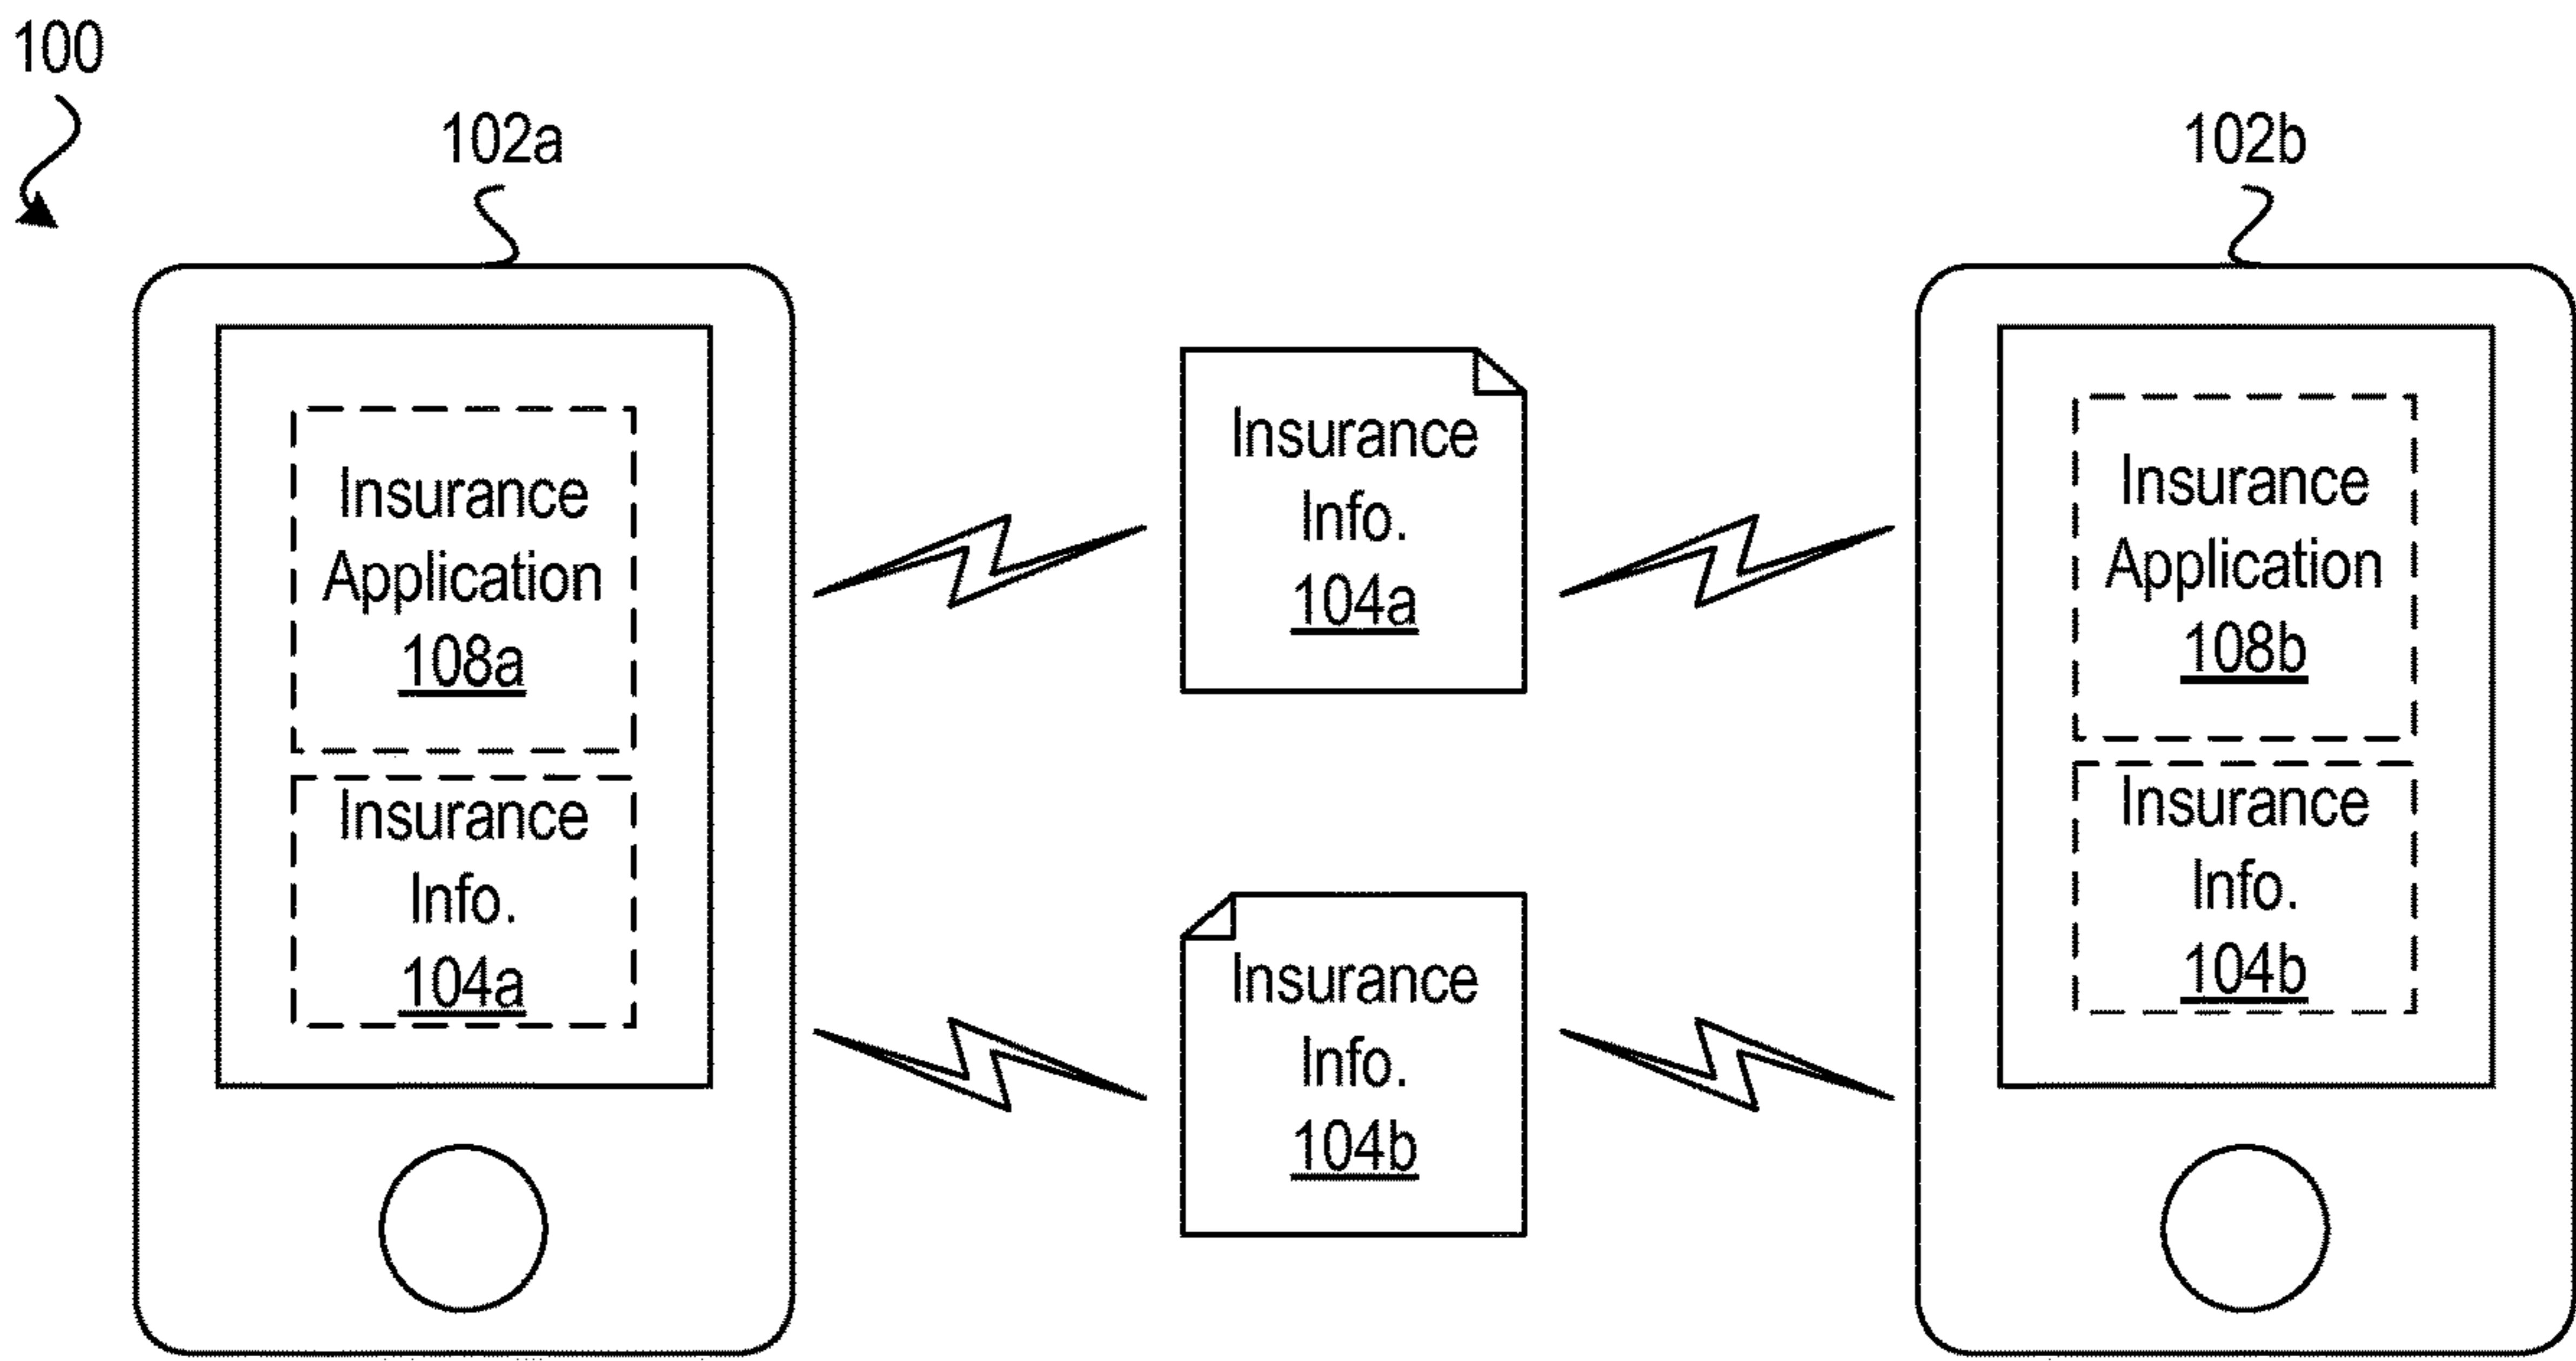 100
102a
102b
Insurance
Application
108a
Insurance
Info.
104a
Insurance
Info.
104a
Insurance
Info.
104b
Insurance
Application
108b
Insurance
Info.
104b